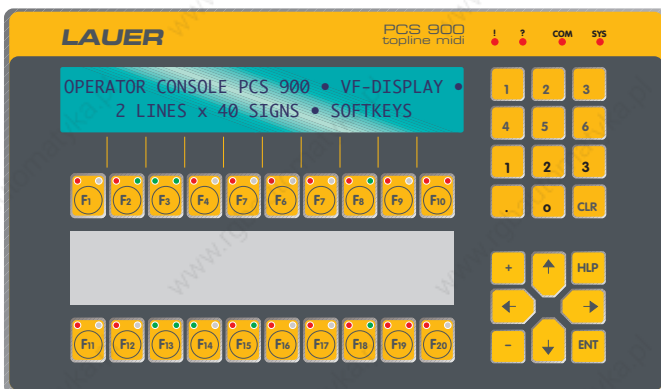 LAUER
PCS 900
topline midi
! ? COM SYS
OPERATOR CONSOLE PCS 900 • VF-DISPLAY •
2 LINES x 40 SIGNS • SOFTKEYS
1 2 3
4 5 6
1 2 3
. o CLR
F1 F2 F3 F4 F7 F6 F7 F8 F9 F10
+ HLP
- ENT
F11 F12 F13 F14 F15 F16 F17 F18 F19 F20